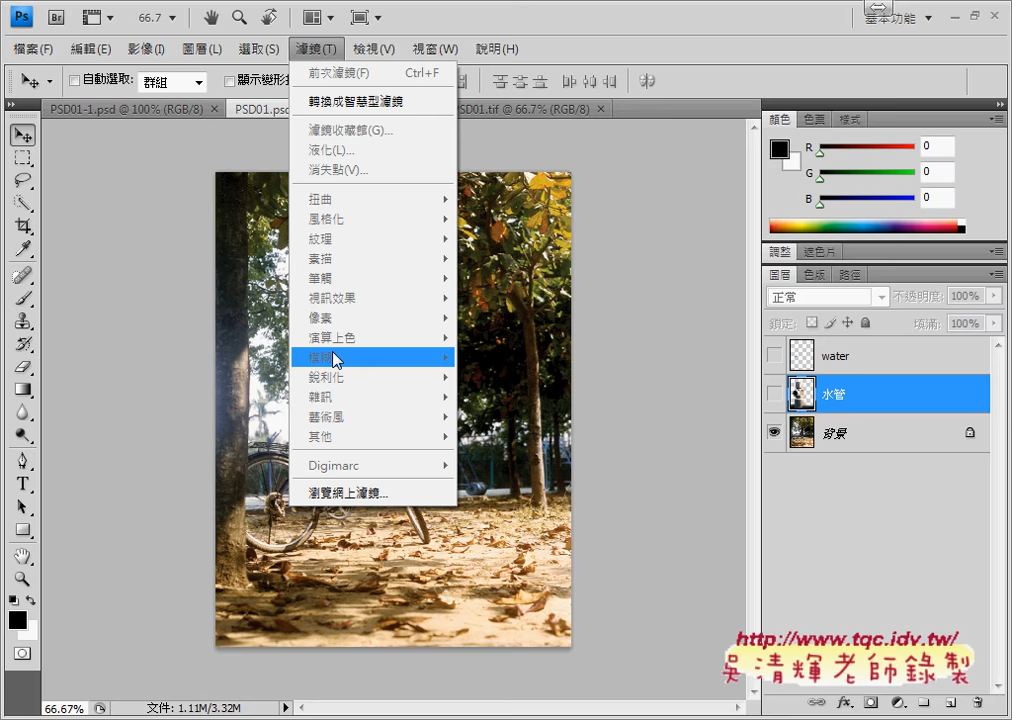 Ps Br 66.7 基本功能
檔案(F) 編輯(E) 影像(I) 圖層(L) 選取(S) 濾鏡(T) 檢視(V) 視窗(W) 說明(H)
自動選取: 群組 顯示變形
PSD01-1.psd @ 100% (RGB/8) PSD01.psd PSD01.tif @ 66.7% (RGB/8)
前次濾鏡(F) Ctrl+F
轉換成智慧型濾鏡
濾鏡收藏館(G)...
液化(L)...
消失點(V)...
扭曲
風格化
紋理
素描
筆觸
視訊效果
像素
演算上色
模糊
銳利化
雜訊
藝術風
其他
Digimarc
瀏覽網上濾鏡...
顏色 色票 樣式
R 0
G 0
B 0
調整 遮色片
圖層 色版 路徑
正常 不透明度: 100%
鎖定: 填滿: 100%
water
水管
背景
http://www.tqc.idv.tw/
吳清輝老師錄製
66.67% 文件: 1.11M/3.32M
fx